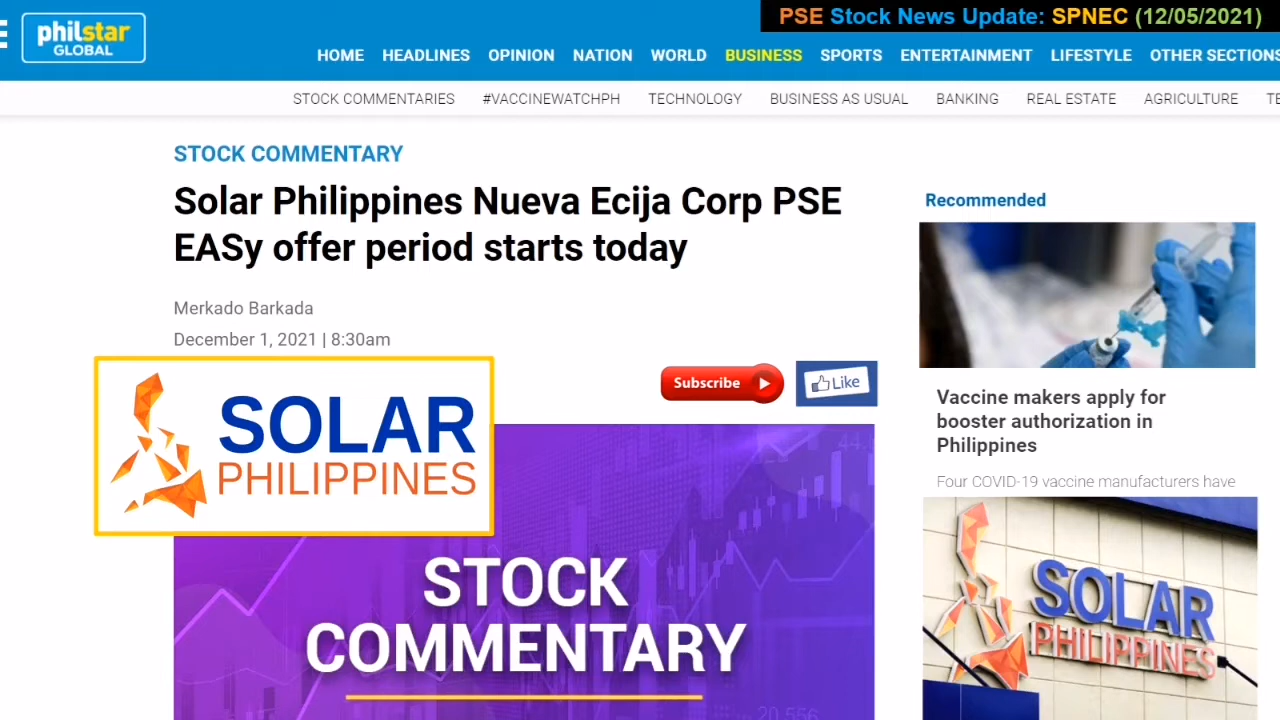 PSE Stock News Update: SPNEC (12/05/2021)
philstar
GLOBAL
HOME HEADLINES OPINION NATION WORLD BUSINESS SPORTS ENTERTAINMENT LIFESTYLE OTHER SECTIONS
STOCK COMMENTARIES #VACCINEWATCHPH TECHNOLOGY BUSINESS AS USUAL BANKING REAL ESTATE AGRICULTURE TE
STOCK COMMENTARY
Solar Philippines Nueva Ecija Corp PSE
EASy offer period starts today
Merkado Barkada
December 1, 2021 | 8:30am
Subscribe
Like
SOLAR
PHILIPPINES
STOCK
COMMENTARY
20,556
Recommended
Vaccine makers apply for
booster authorization in
Philippines
Four COVID-19 vaccine manufacturers have
SOLAR
PHILIPPINES